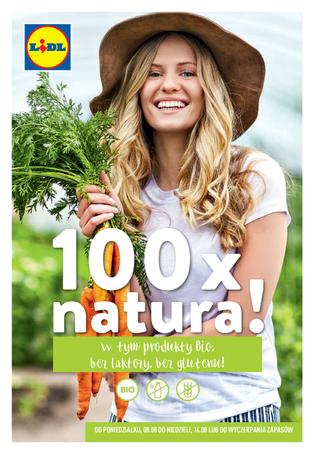 LIDL
100x
natura!
W tym produkty Bio,
bez laktozy, bez glutenu!
BIO
OD PONIEDZIAŁKU, 08.08 DO NIEDZIELI, 14.08 LUB DO WYCZERPANIA ZAPASÓW